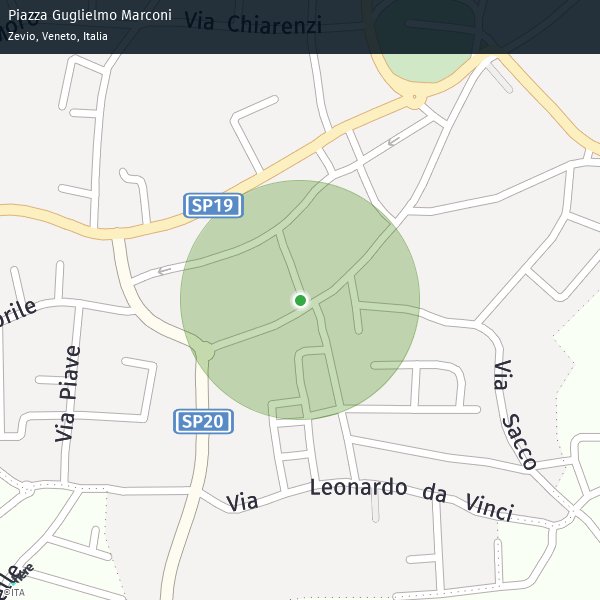 Piazza Guglielmo Marconi
Zevio, Veneto, Italia
Via Chiarenzi
SP19
Via Piave
SP20
Via Sacco
Via Leonardo da Vinci
here
©ITA